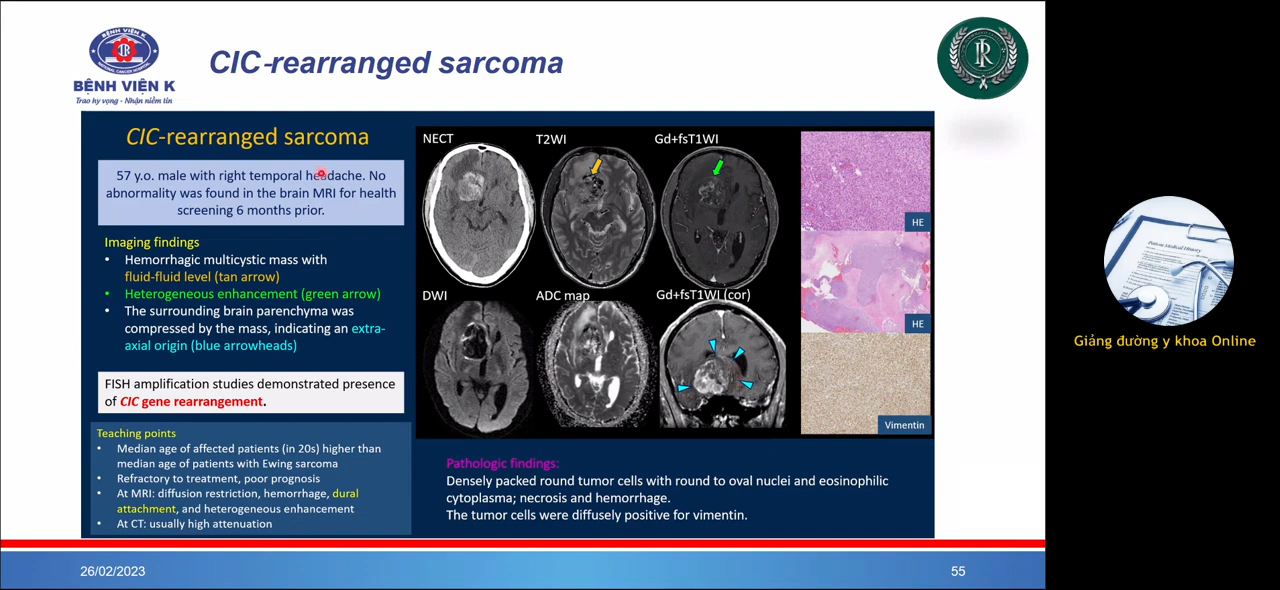 BỆNH VIỆN K
NATIONAL CANCER HOSPITAL
BỆNH VIỆN K
Trao hy vọng - Nhận niềm tin
CIC-rearranged sarcoma
CIC-rearranged sarcoma
57 y.o. male with right temporal headache. No
abnormality was found in the brain MRI for health
screening 6 months prior.
Imaging findings
• Hemorrhagic multicystic mass with
fluid-fluid level (tan arrow)
• Heterogeneous enhancement (green arrow)
• The surrounding brain parenchyma was
compressed by the mass, indicating an extra-
axial origin (blue arrowheads)
FISH amplification studies demonstrated presence
of CIC gene rearrangement.
Teaching points
• Median age of affected patients (in 20s) higher than
median age of patients with Ewing sarcoma
• Refractory to treatment, poor prognosis
• At MRI: diffusion restriction, hemorrhage, dural
attachment, and heterogeneous enhancement
• At CT: usually high attenuation
NECT
T2WI
Gd+fsT1WI
HE
DWI
ADC map
Gd+fsT1WI (cor)
HE
Vimentin
Pathologic findings:
Densely packed round tumor cells with round to oval nuclei and eosinophilic
cytoplasma; necrosis and hemorrhage.
The tumor cells were diffusely positive for vimentin.
26/02/2023
55
Patient Medical History
Giảng đường y khoa Online